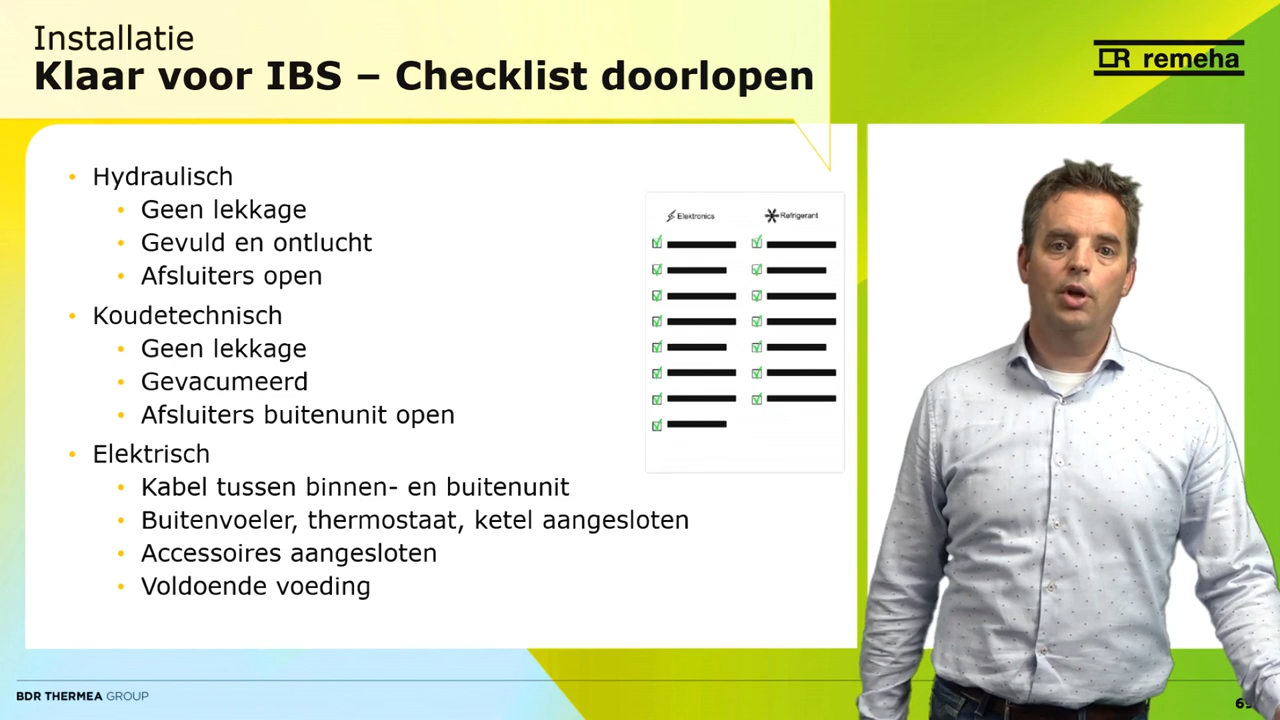 Installatie
Klaar voor IBS – Checklist doorlopen
remeha
• Hydraulisch
• Geen lekkage
• Gevuld en ontlucht
• Afsluiters open
• Koudetechnisch
• Geen lekkage
• Gevacumeerd
• Afsluiters buitenunit open
• Elektrisch
• Kabel tussen binnen- en buitenunit
• Buitenvoeler, thermostaat, ketel aangesloten
• Accessoires aangesloten
• Voldoende voeding
Elektronics
Refrigerant
BDR THERMEA GROUP